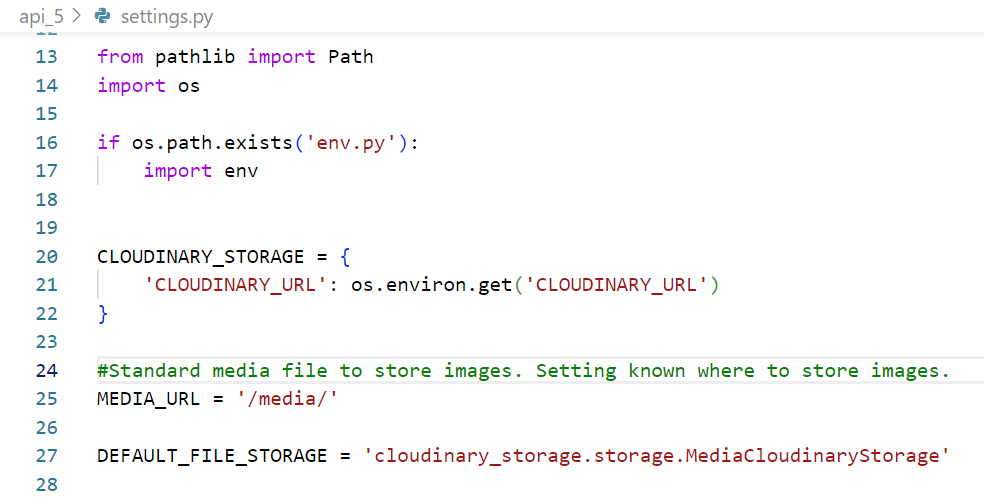 api_5 > settings.py
12
13 from pathlib import Path
14 import os
15
16 if os.path.exists('env.py'):
17     import env
18
19
20 CLOUDINARY_STORAGE = {
21     'CLOUDINARY_URL': os.environ.get('CLOUDINARY_URL')
22 }
23
24 #Standard media file to store images. Setting known where to store images.
25 MEDIA_URL = '/media/'
26
27 DEFAULT_FILE_STORAGE = 'cloudinary_storage.storage.MediaCloudinaryStorage'
28